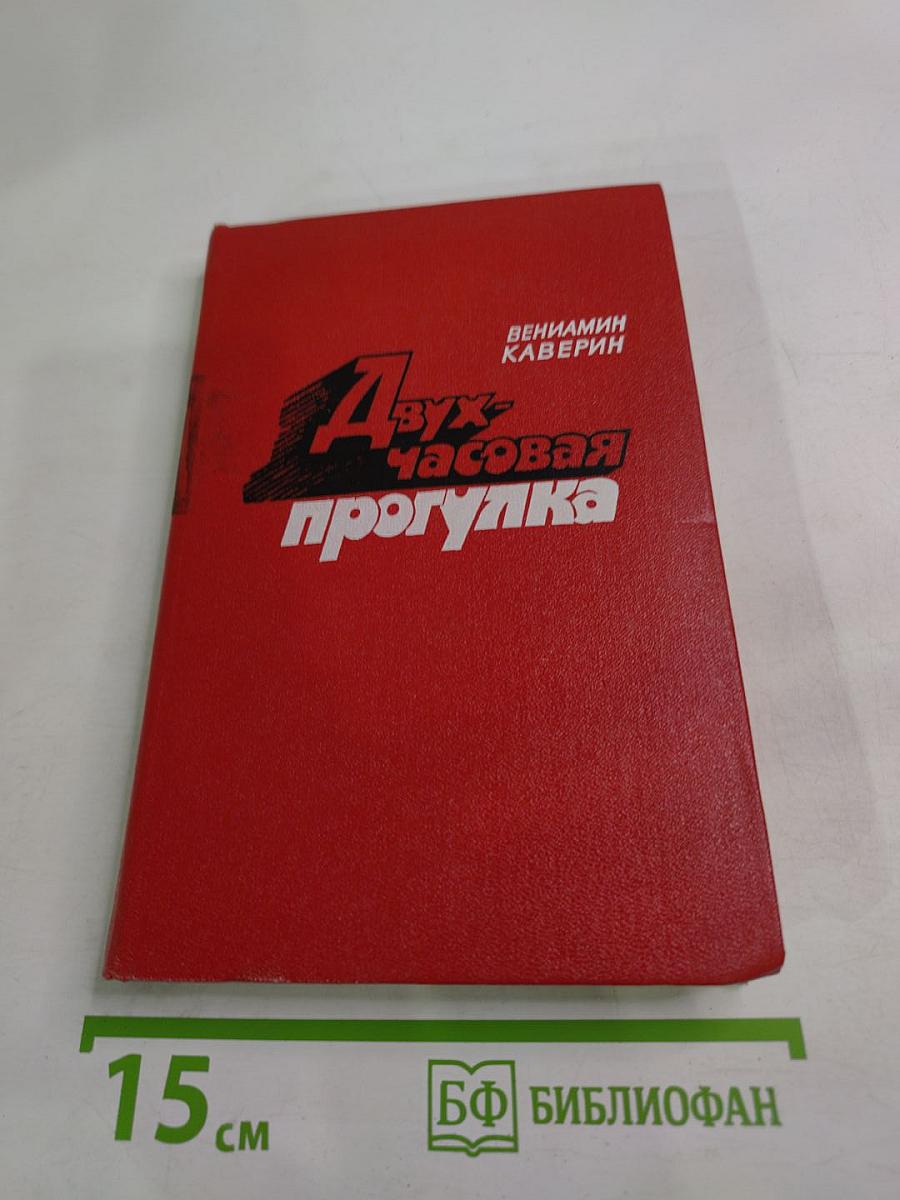 ВЕНИАМИН
КАВЕРИН
Двух-
часовая
прогулка
15 см
БФ БИБЛИОФАН